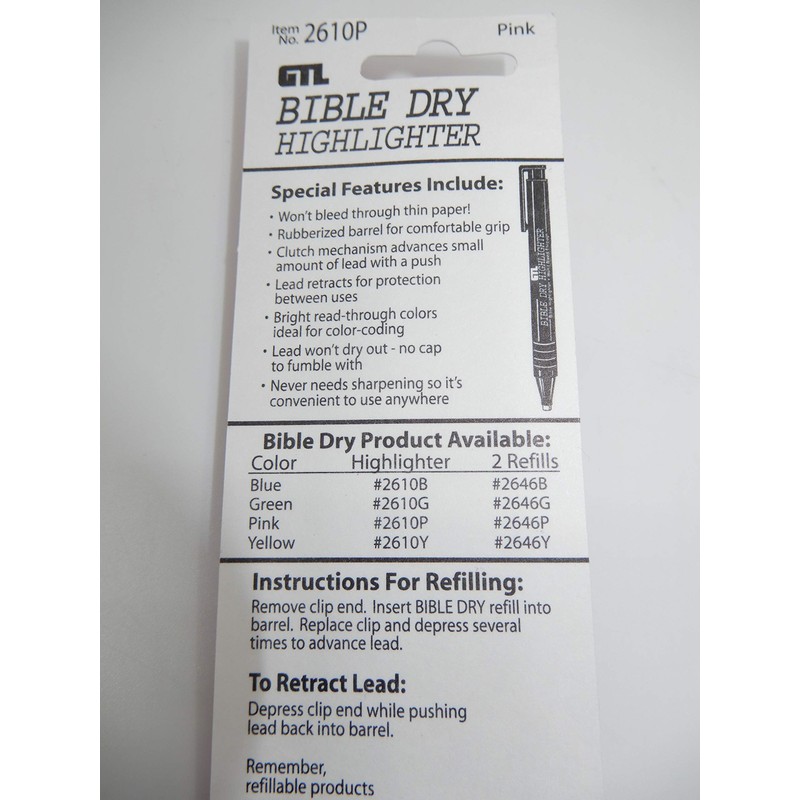 Item No. 2610P Pink
GTL
BIBLE DRY
HIGHLIGHTER
Special Features Include:
• Won't bleed through thin paper!
• Rubberized barrel for comfortable grip
• Clutch mechanism advances small
amount of lead with a push
• Lead retracts for protection
between uses
• Bright read-through colors
ideal for color-coding
• Lead won't dry out - no cap
to fumble with
• Never needs sharpening so it's
convenient to use anywhere
GTL BIBLE DRY HIGHLIGHTER
Bible Dry Product Available:
Color Highlighter 2 Refills
Blue #2610B #2646B
Green #2610G #2646G
Pink #2610P #2646P
Yellow #2610Y #2646Y
Instructions For Refilling:
Remove clip end. Insert BIBLE DRY refill into
barrel. Replace clip and depress several
times to advance lead.
To Retract Lead:
Depress clip end while pushing
lead back into barrel.
Remember,
refillable products